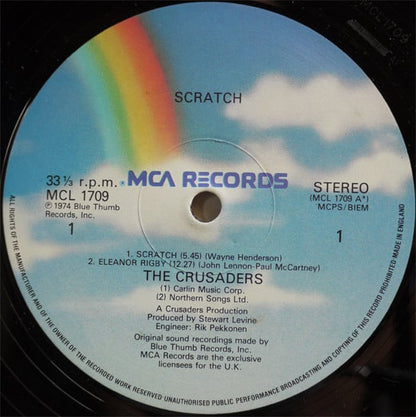 SCRATCH
33⅓ r.p.m.
MCL 1709
℗ 1974 Blue Thumb
Records, Inc.
1
MCA RECORDS
STEREO
(MCL 1709 A*)
MCPS/BIEM
1
1. SCRATCH (5.45) (Wayne Henderson)
2. ELEANOR RIGBY (12.27) (John Lennon-Paul McCartney)
THE CRUSADERS
(1) Carlin Music Corp.
(2) Northern Songs Ltd.
A Crusaders Production
Produced by Stewart Levine
Engineer: Rik Pekkonen
Original sound recordings made by
Blue Thumb Records, Inc.
MCA Records are the exclusive
licensees for the U.K.
ALL RIGHTS OF THE MANUFACTURER AND OF THE OWNER OF THE RECORDED WORK RESERVED UNAUTHORISED PUBLIC PERFORMANCE BROADCASTING AND COPYING OF THIS RECORD PROHIBITED MADE IN ENGLAND
MCL 1709